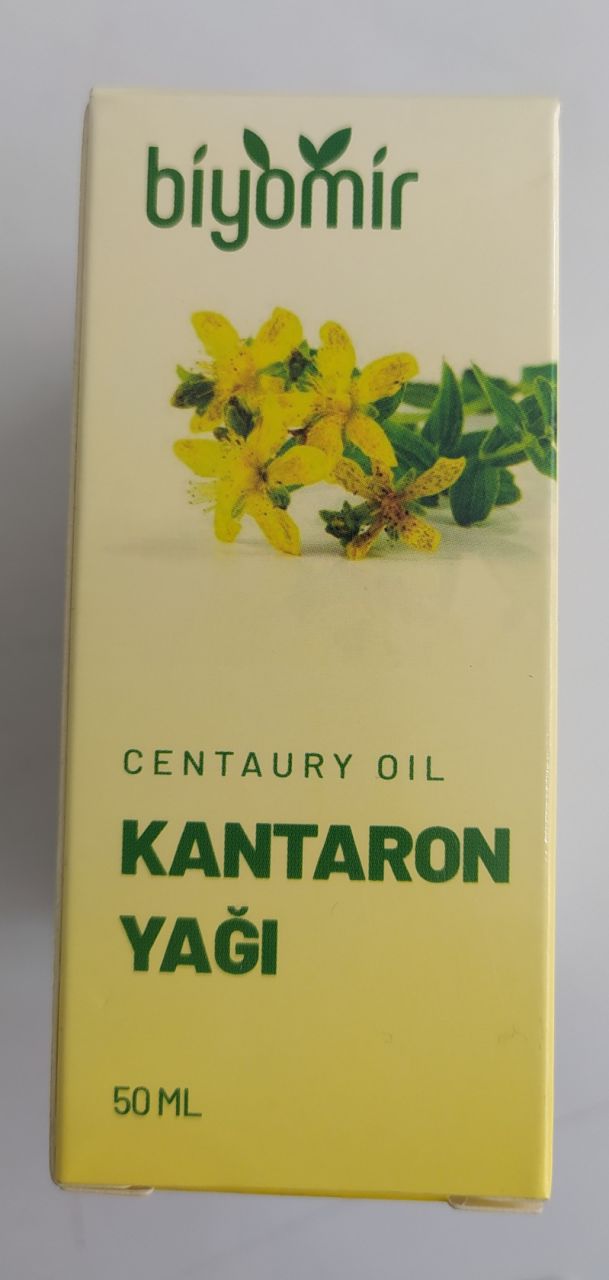 biyomir
CENTAURY OIL
KANTARON
YAĞI
50 ML